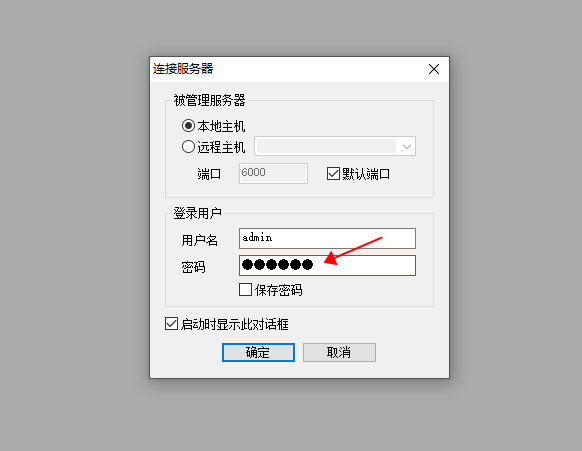 连接服务器
被管理服务器
本地主机
远程主机
端口 6000 默认端口
登录用户
用户名 admin
密码 ●●●●●●
保存密码
启动时显示此对话框
确定 取消